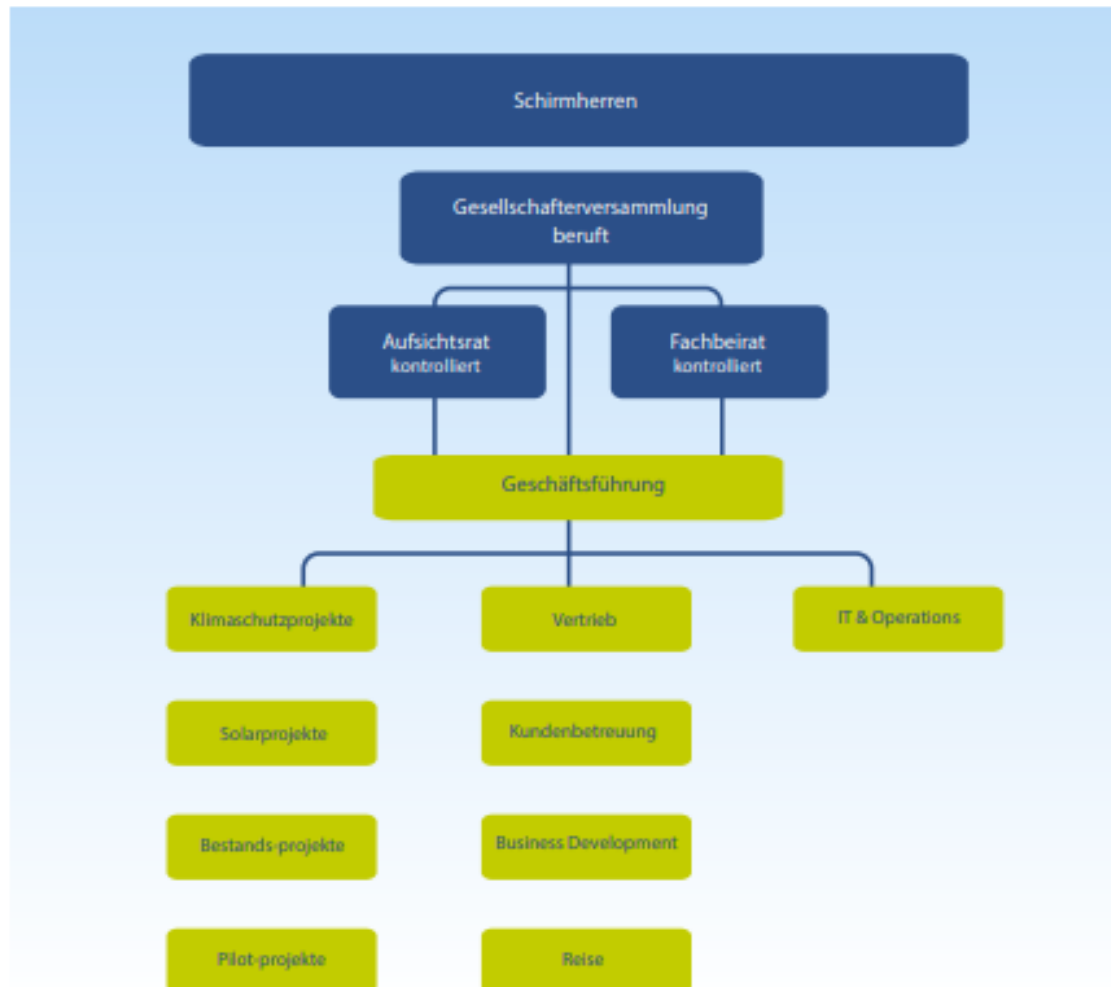 Schirmherren
Gesellschafterversammlung
beruft
Aufsichtsrat
kontrolliert
Fachbeirat
kontrolliert
Geschäftsführung
Klimaschutzprojekte
Vertrieb
IT & Operations
Solarprojekte
Kundenbetreuung
Bestands-projekte
Business Development
Pilot-projekte
Reise